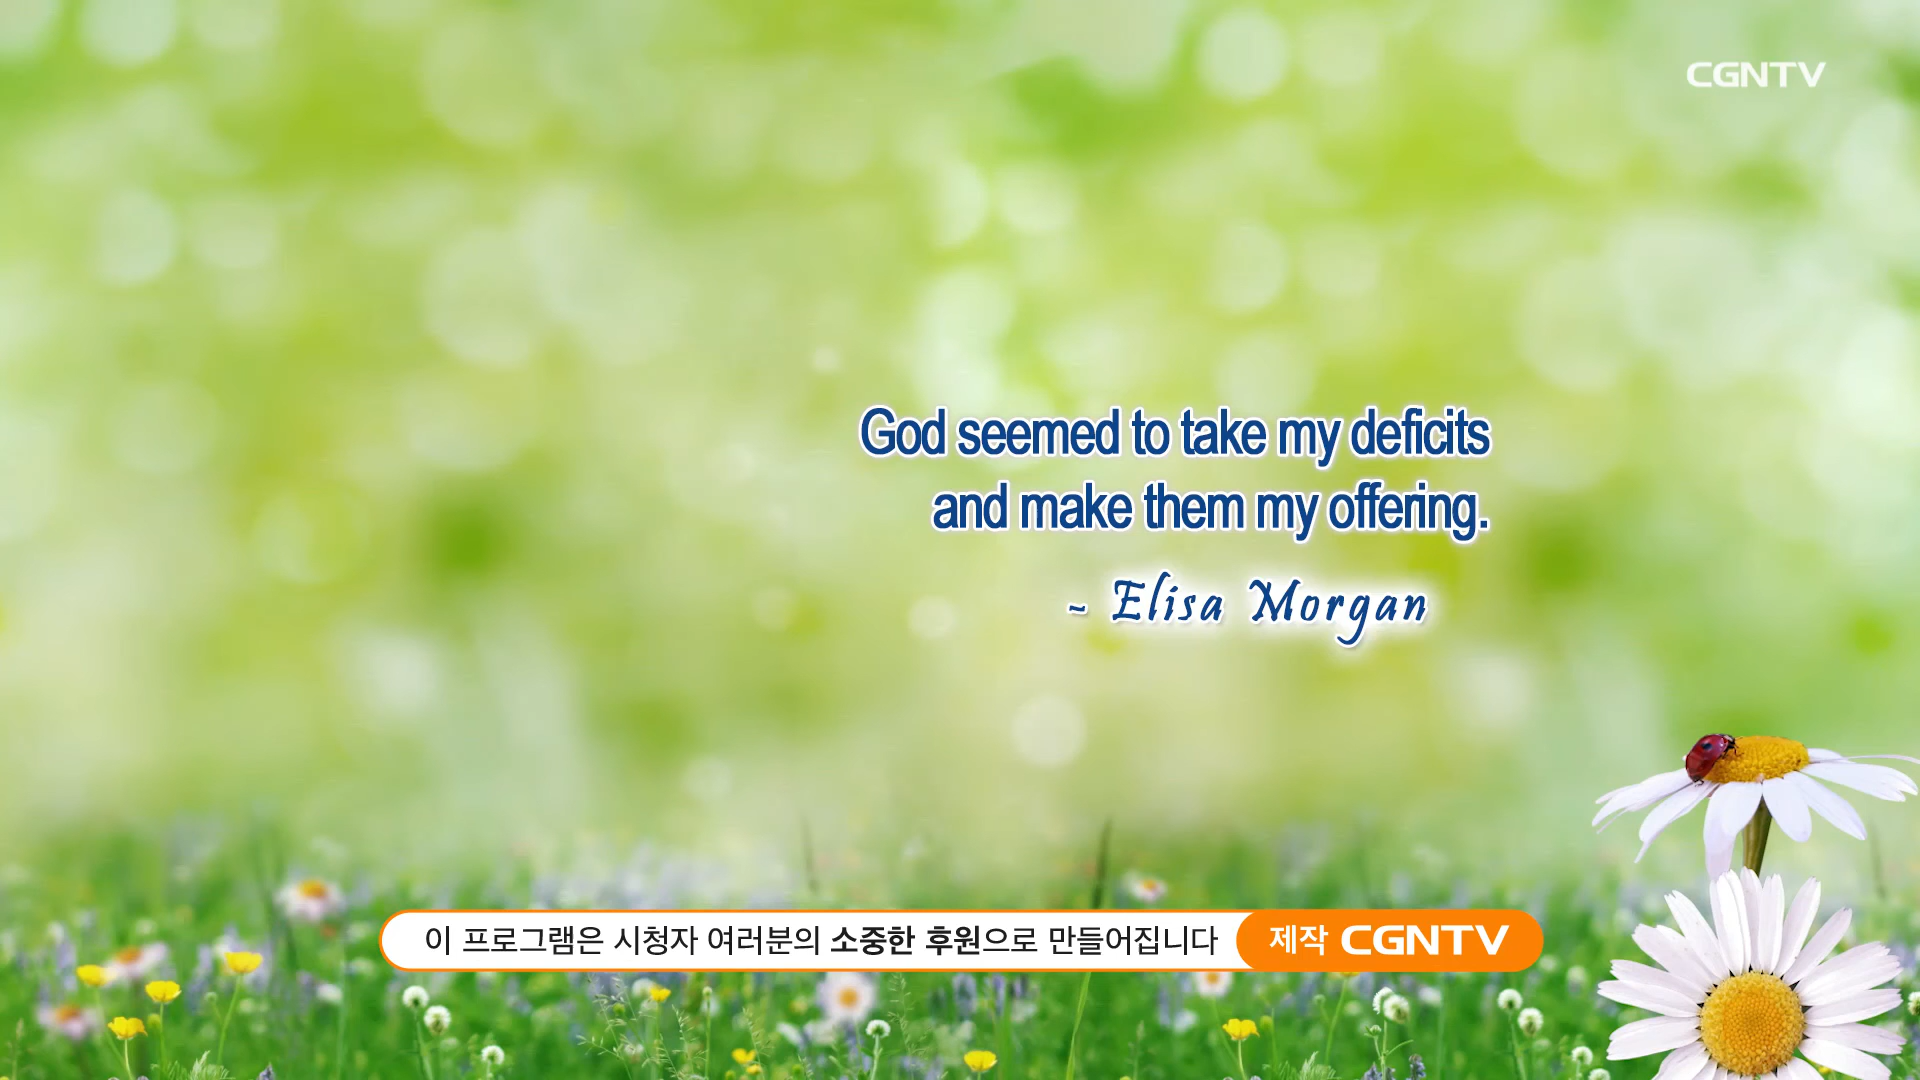 CGNTV
God seemed to take my deficits
and make them my offering.
- Elisa Morgan
이 프로그램은 시청자 여러분의 소중한 후원으로 만들어집니다 제작 CGNTV